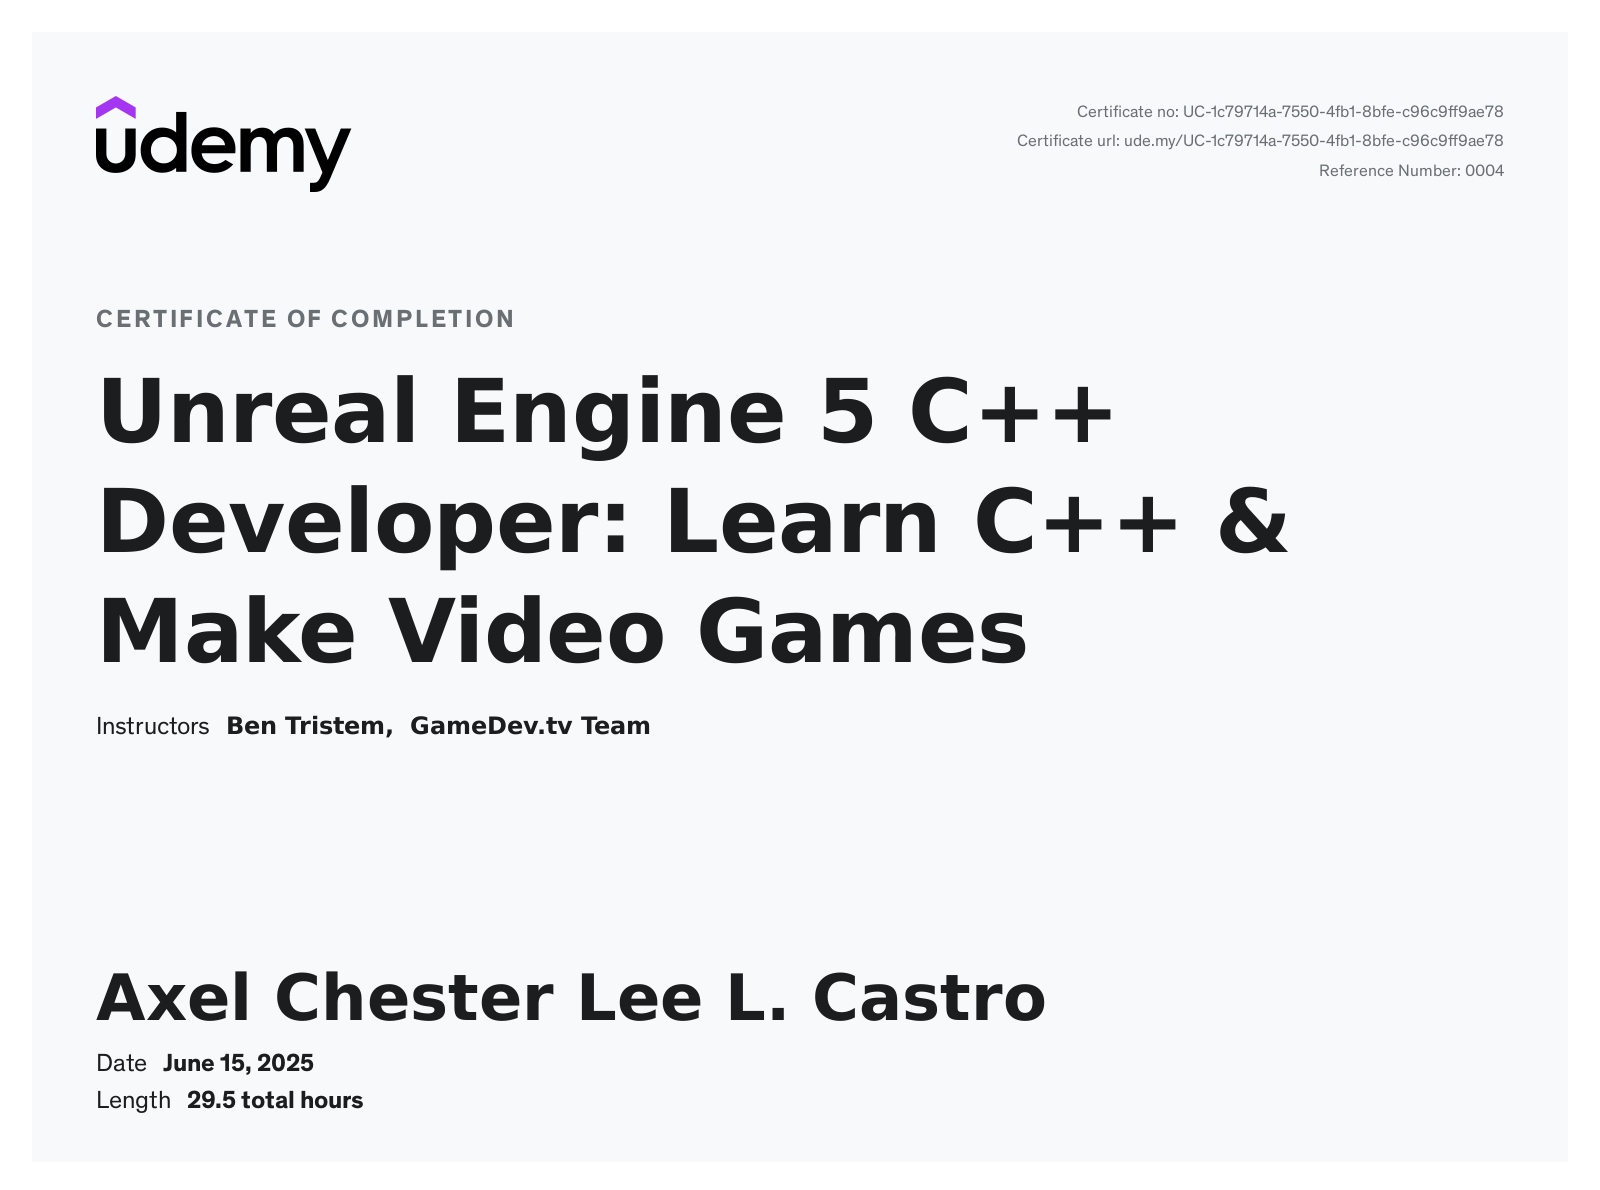 udemy
Certificate no: UC-1c79714a-7550-4fb1-8bfe-c96c9ff9ae78
Certificate url: ude.my/UC-1c79714a-7550-4fb1-8bfe-c96c9ff9ae78
Reference Number: 0004
CERTIFICATE OF COMPLETION
Unreal Engine 5 C++
Developer: Learn C++ &
Make Video Games
Instructors Ben Tristem, GameDev.tv Team
Axel Chester Lee L. Castro
Date June 15, 2025
Length 29.5 total hours